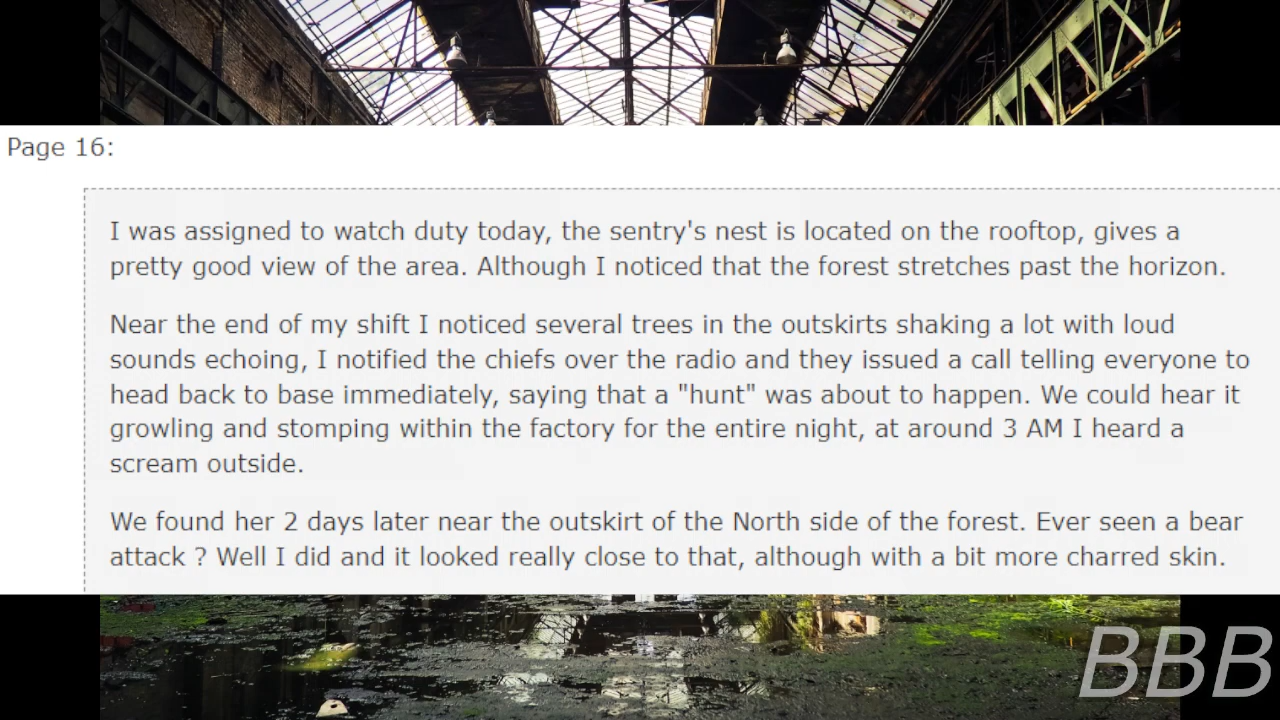 Page 16:
I was assigned to watch duty today, the sentry's nest is located on the rooftop, gives a
pretty good view of the area. Although I noticed that the forest stretches past the horizon.
Near the end of my shift I noticed several trees in the outskirts shaking a lot with loud
sounds echoing, I notified the chiefs over the radio and they issued a call telling everyone to
head back to base immediately, saying that a "hunt" was about to happen. We could hear it
growling and stomping within the factory for the entire night, at around 3 AM I heard a
scream outside.
We found her 2 days later near the outskirt of the North side of the forest. Ever seen a bear
attack ? Well I did and it looked really close to that, although with a bit more charred skin.
BBB